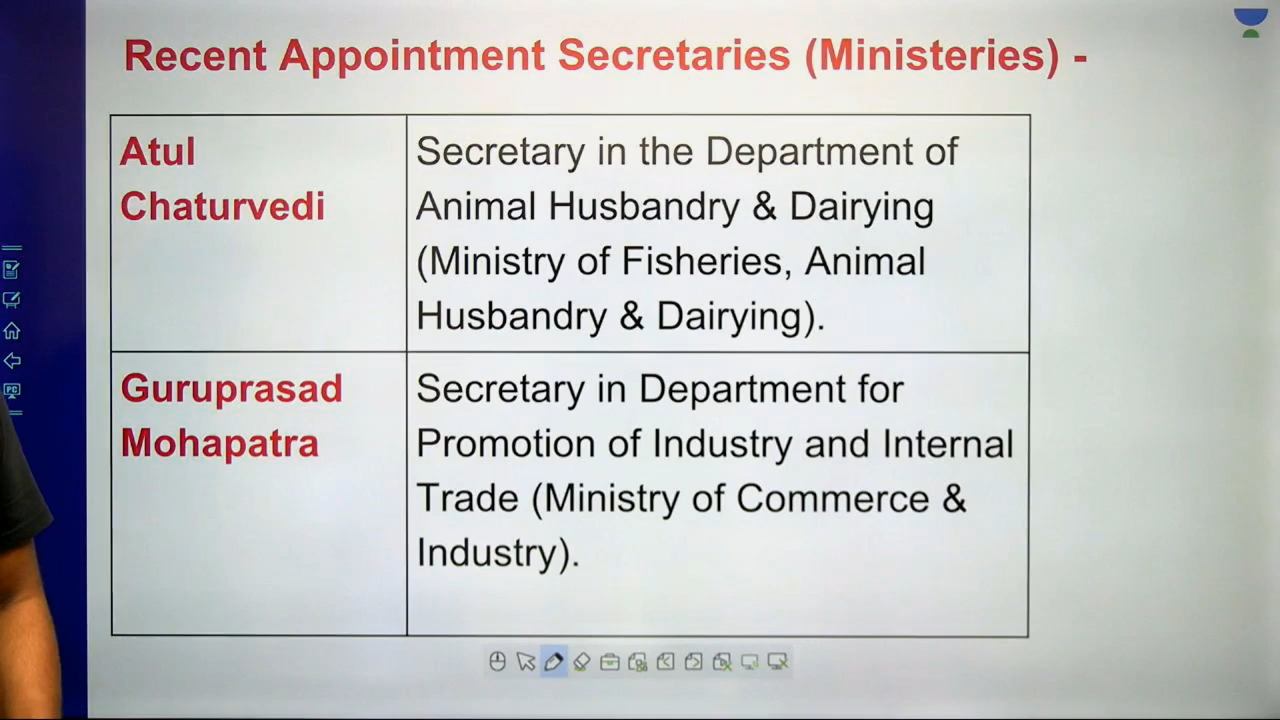 Recent Appointment Secretaries (Ministeries) -
Atul
Chaturvedi
Secretary in the Department of
Animal Husbandry & Dairying
(Ministry of Fisheries, Animal
Husbandry & Dairying).
Guruprasad
Mohapatra
Secretary in Department for
Promotion of Industry and Internal
Trade (Ministry of Commerce &
Industry).
PC